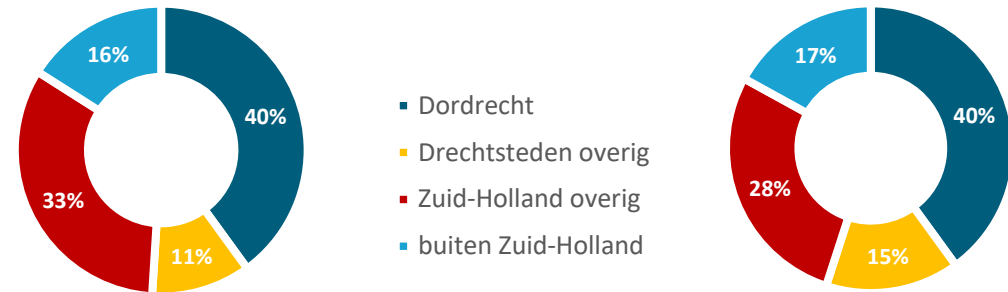 16%
40%
33%
11%
Dordrecht
Drechtsteden overig
Zuid-Holland overig
buiten Zuid-Holland
17%
40%
28%
15%